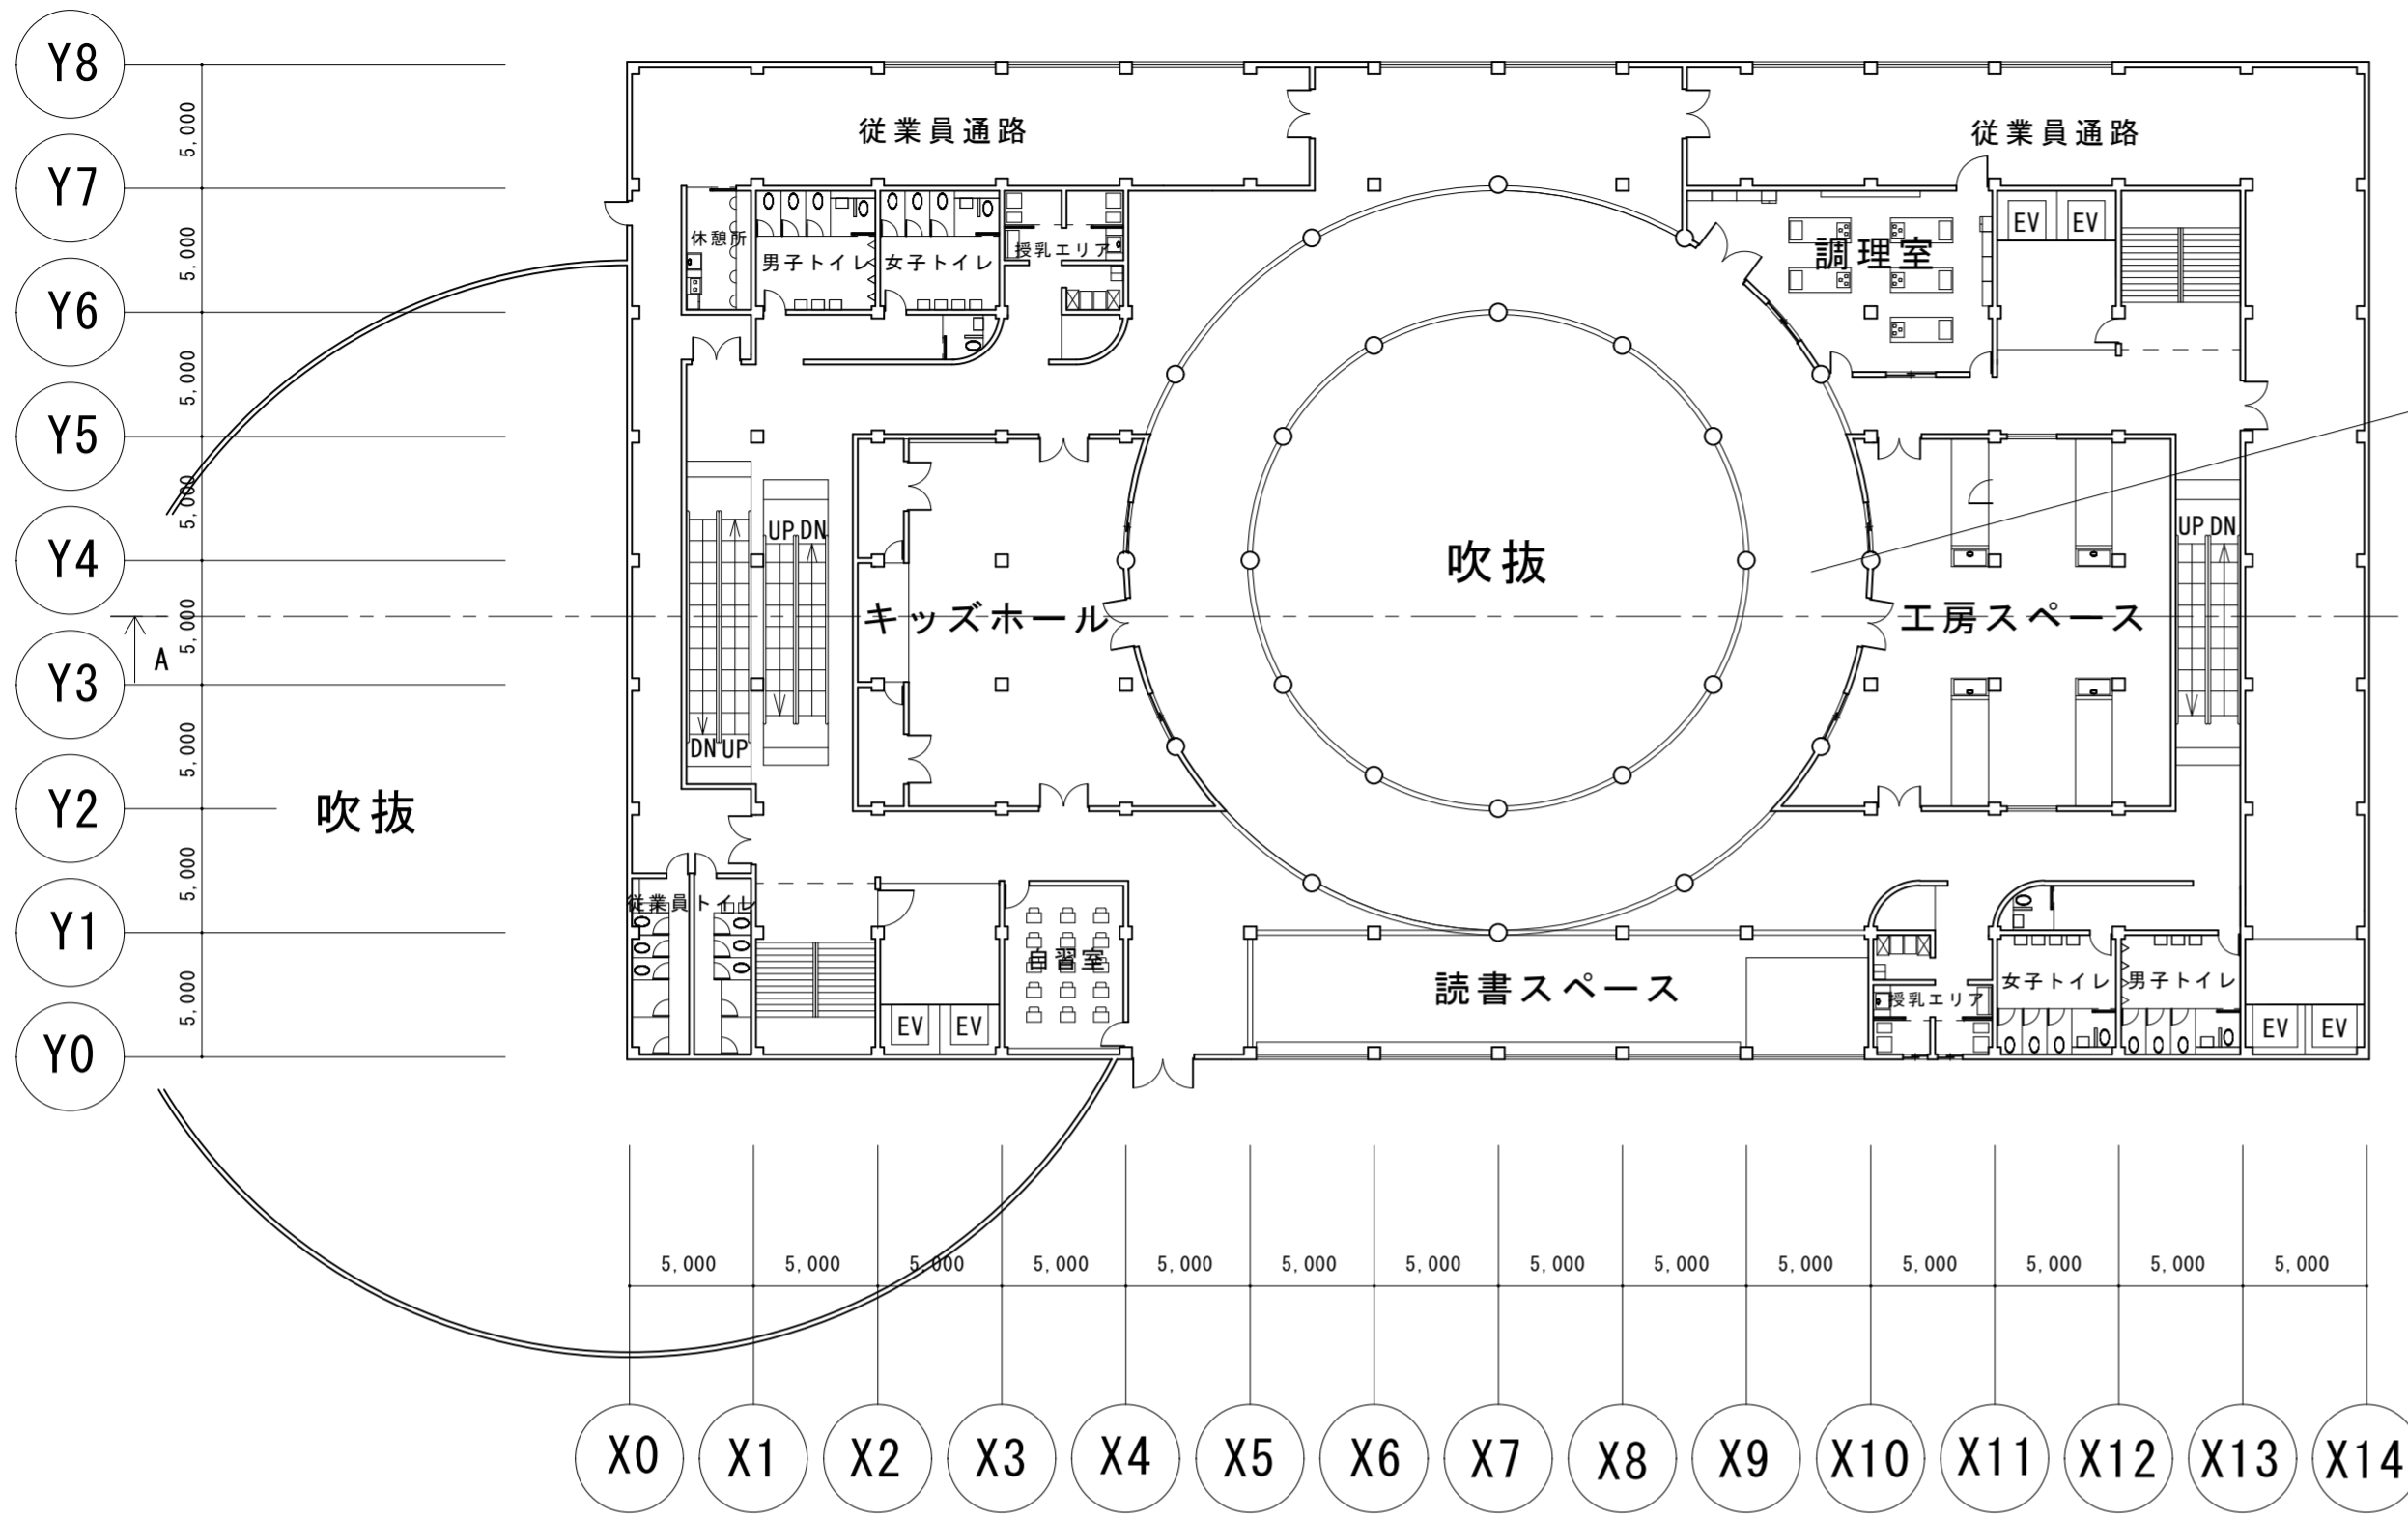 Y8
5,000
従業員通路
従業員通路
Y7
5,000
休憩所
男子トイレ
女子トイレ
授乳エリア
調理室
EV
EV
Y6
5,000
Y5
5,000
Y4
UP DN
吹抜
UP DN
5,000
キッズホール
工房スペース
A
Y3
5,000
DN UP
Y2
吹抜
5,000
従業員トイレ
Y1
自習室
読書スペース
女子トイレ
男子トイレ
授乳エリア
5,000
EV
EV
EV
EV
Y0
5,000
5,000
5,000
5,000
5,000
5,000
5,000
5,000
5,000
5,000
5,000
5,000
5,000
5,000
X0
X1
X2
X3
X4
X5
X6
X7
X8
X9
X10
X11
X12
X13
X14